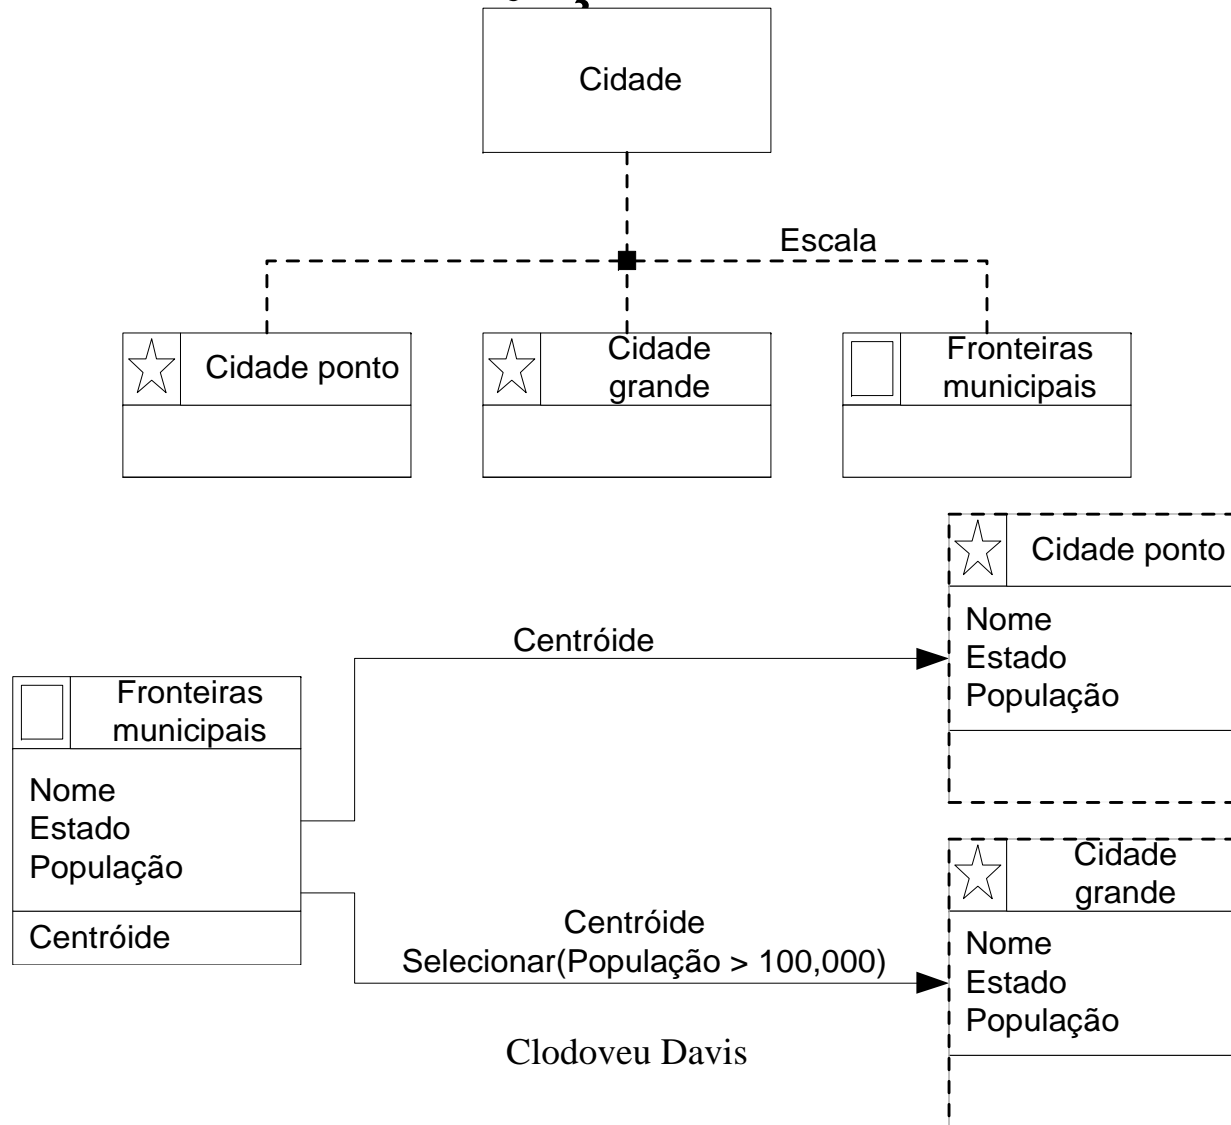 Cidade
Escala
Cidade ponto
Cidade
grande
Fronteiras
municipais
Cidade ponto
Nome
Estado
População
Centróide
Fronteiras
municipais
Nome
Estado
População
Centróide
Centróide
Selecionar(População > 100,000)
Cidade
grande
Nome
Estado
População
Clodoveu Davis